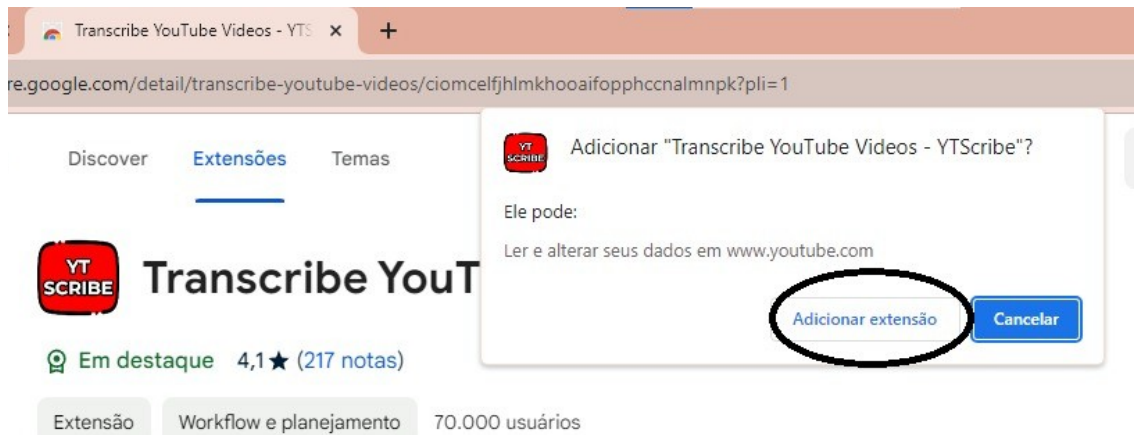 Transcribe YouTube Videos - YTS
re.google.com/detail/transcribe-youtube-videos/ciomcelfjhlmkhooaifopphccnalmnpk?pli=1
Discover Extensões Temas
YT
SCRIBE
Adicionar "Transcribe YouTube Videos - YTScribe"?
Ele pode:
Ler e alterar seus dados em www.youtube.com
Adicionar extensão Cancelar
YT
SCRIBE
Transcribe YouT
Em destaque 4,1★ (217 notas)
Extensão Workflow e planejamento 70.000 usuários